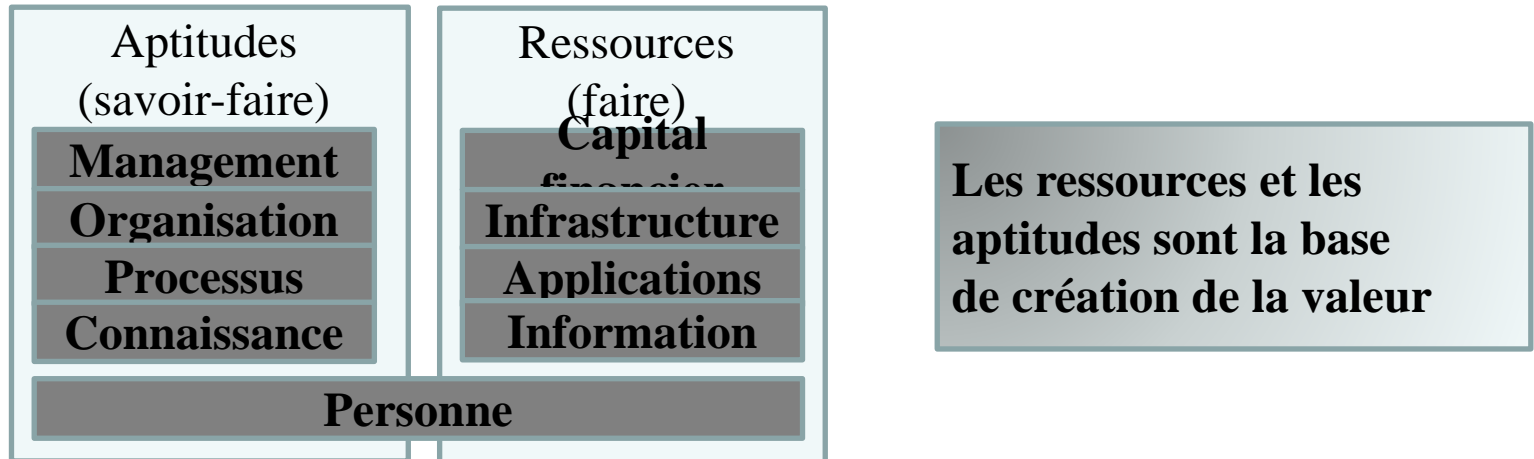 Aptitudes
(savoir-faire)
Management
Organisation
Processus
Connaissance
Ressources
(faire)
Capital
financier
Infrastructure
Applications
Information
Personne
Les ressources et les
aptitudes sont la base
de création de la valeur